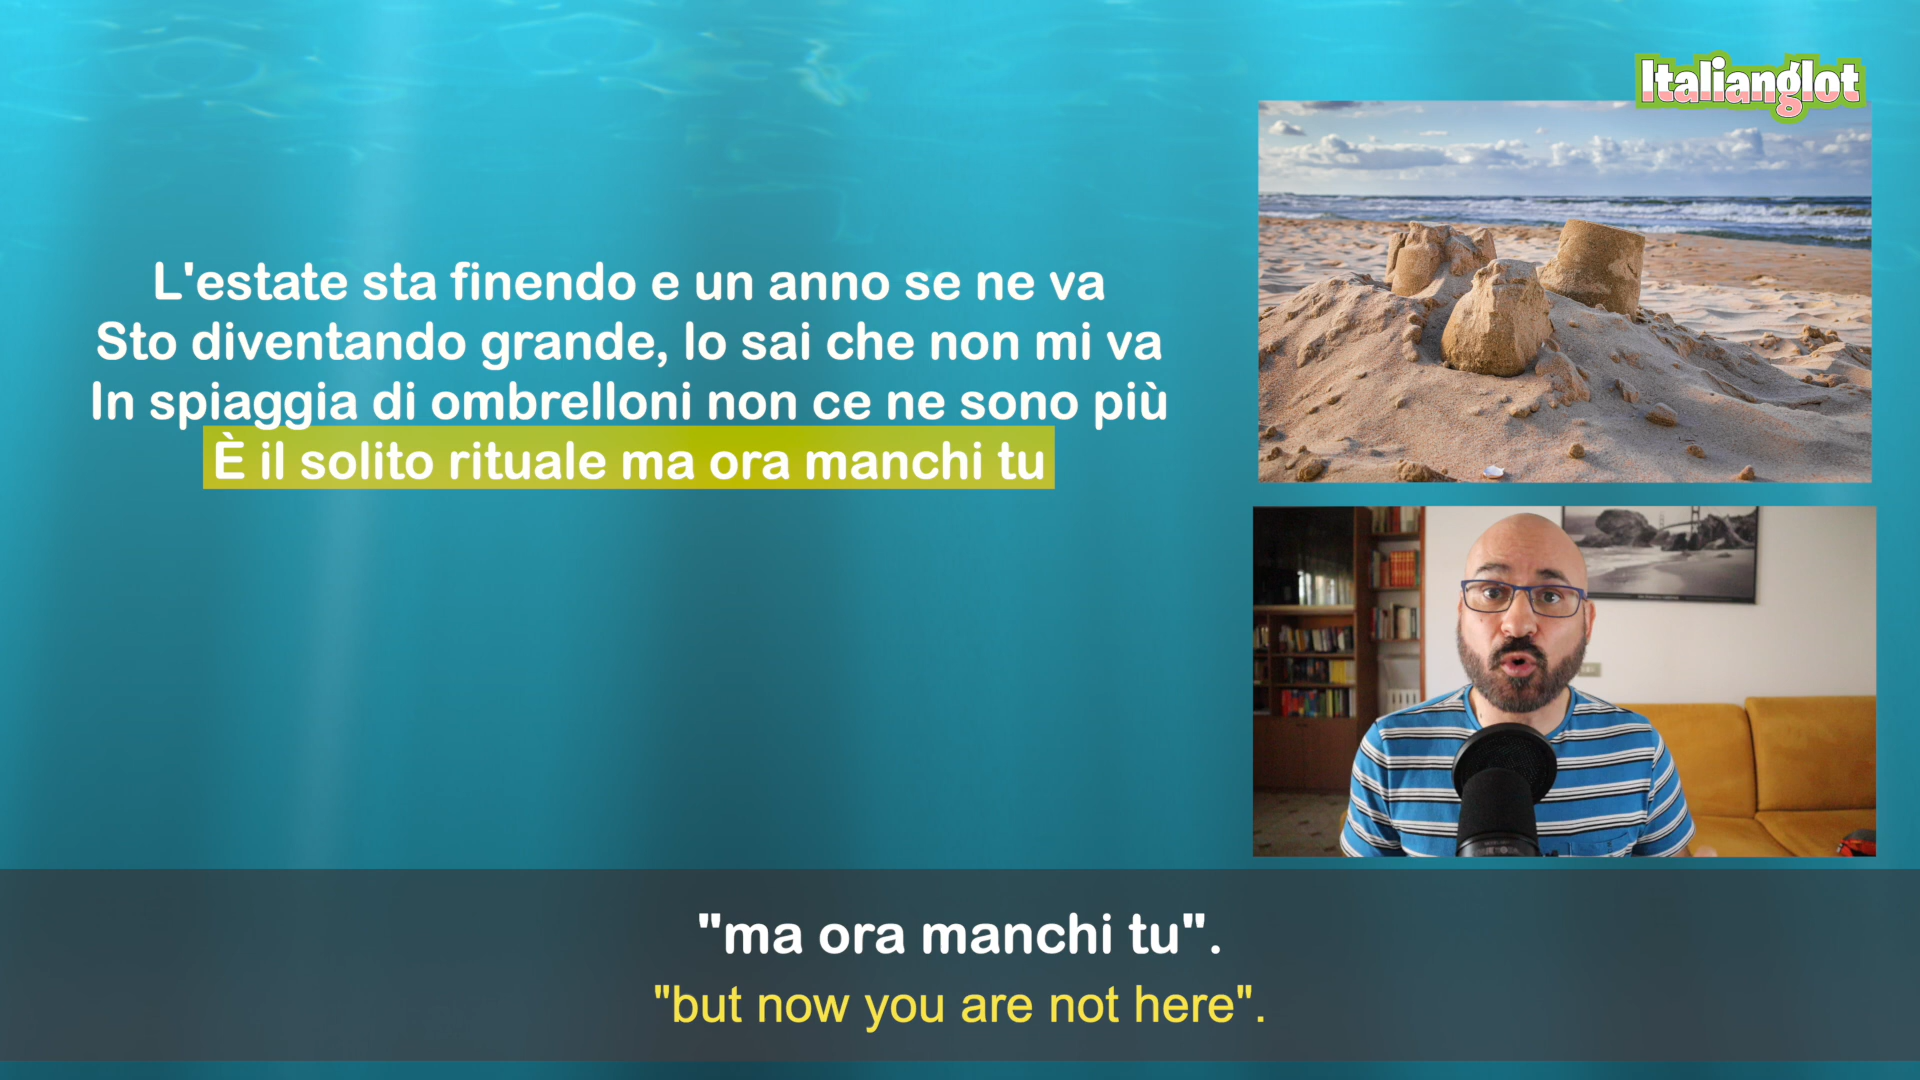 Italianglot
L'estate sta finendo e un anno se ne va
Sto diventando grande, lo sai che non mi va
In spiaggia di ombrelloni non ce ne sono più
È il solito rituale ma ora manchi tu
"ma ora manchi tu".
"but now you are not here".